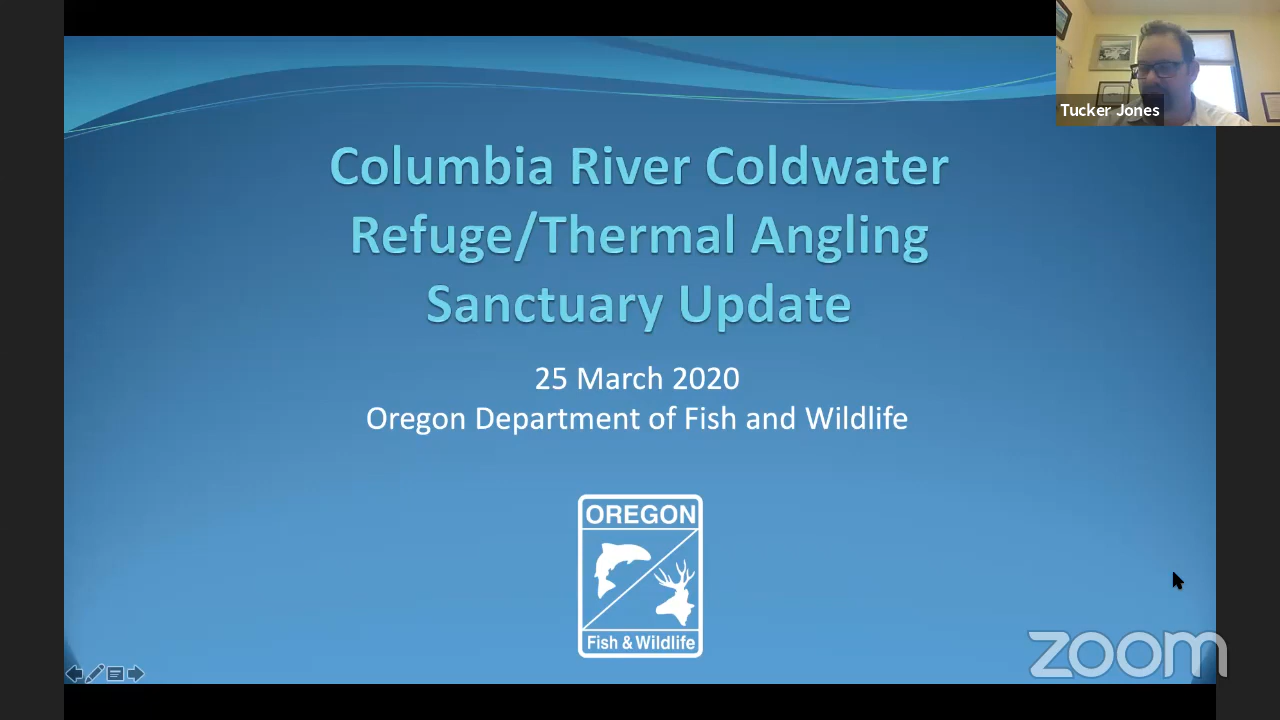 Tucker Jones
Columbia River Coldwater
Refuge/Thermal Angling
Sanctuary Update
25 March 2020
Oregon Department of Fish and Wildlife
OREGON
Fish & Wildlife
zoom